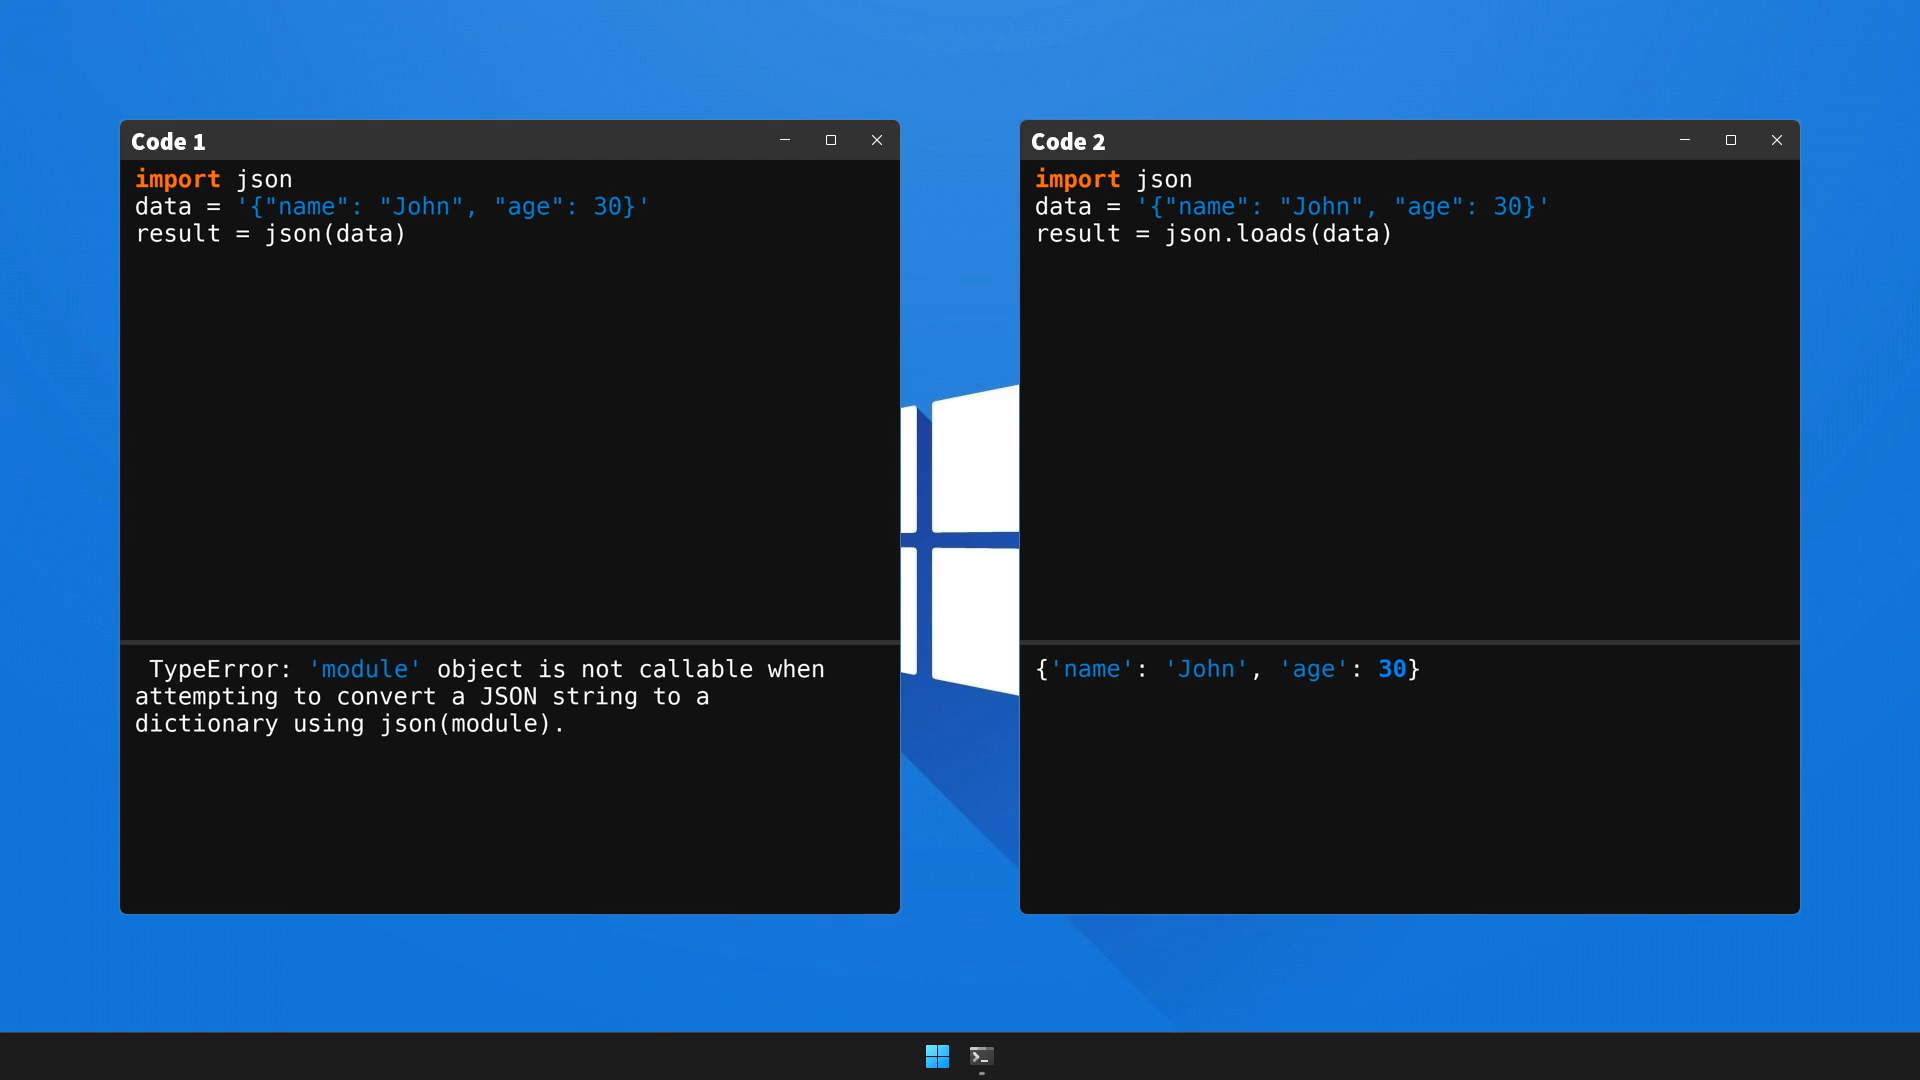 Code 1
import json
data = '{"name": "John", "age": 30}'
result = json(data)
TypeError: 'module' object is not callable when
attempting to convert a JSON string to a
dictionary using json(module).
Code 2
import json
data = '{"name": "John", "age": 30}'
result = json.loads(data)
{'name': 'John', 'age': 30}